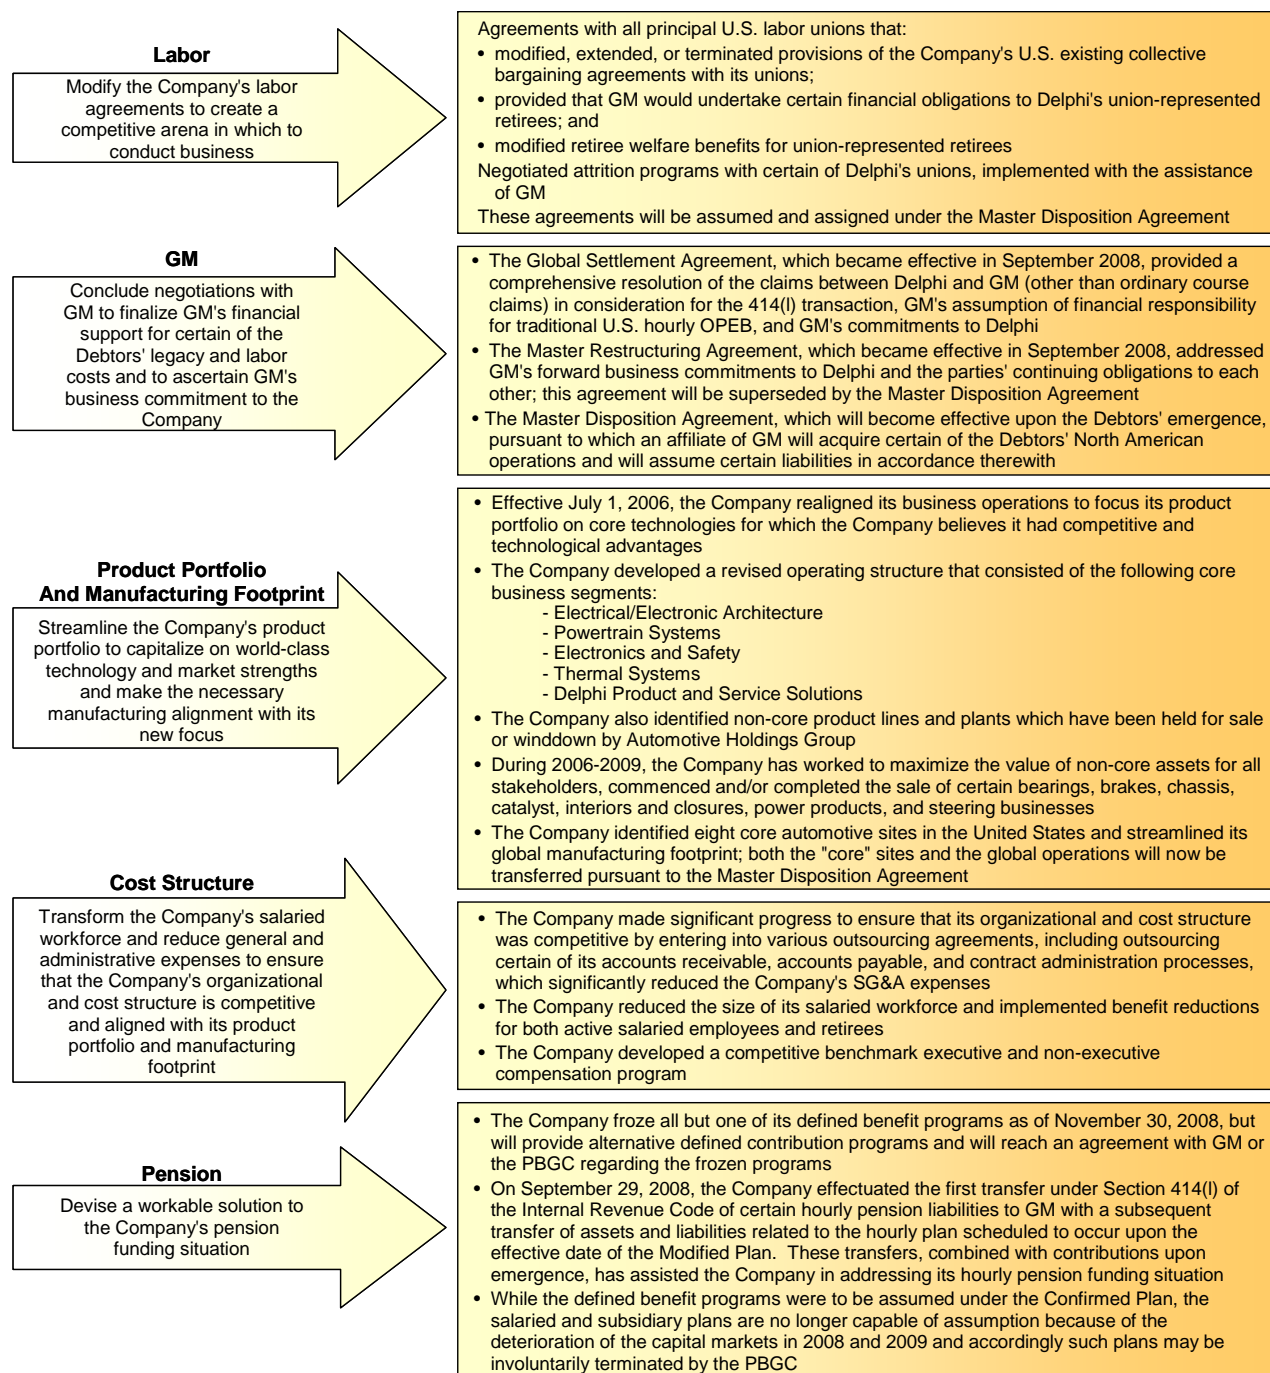 Labor
Modify the Company's labor
agreements to create a
competitive arena in which to
conduct business
Agreements with all principal U.S. labor unions that:
• modified, extended, or terminated provisions of the Company's U.S. existing collective
bargaining agreements with its unions;
• provided that GM would undertake certain financial obligations to Delphi's union-represented
retirees; and
• modified retiree welfare benefits for union-represented retirees
Negotiated attrition programs with certain of Delphi's unions, implemented with the assistance
of GM
These agreements will be assumed and assigned under the Master Disposition Agreement
GM
Conclude negotiations with
GM to finalize GM's financial
support for certain of the
Debtors' legacy and labor
costs and to ascertain GM's
business commitment to the
Company
• The Global Settlement Agreement, which became effective in September 2008, provided a
comprehensive resolution of the claims between Delphi and GM (other than ordinary course
claims) in consideration for the 414(l) transaction, GM's assumption of financial responsibility
for traditional U.S. hourly OPEB, and GM's commitments to Delphi
• The Master Restructuring Agreement, which became effective in September 2008, addressed
GM's forward business commitments to Delphi and the parties' continuing obligations to each
other; this agreement will be superseded by the Master Disposition Agreement
• The Master Disposition Agreement, which will become effective upon the Debtors' emergence,
pursuant to which an affiliate of GM will acquire certain of the Debtors' North American
operations and will assume certain liabilities in accordance therewith
Product Portfolio
And Manufacturing Footprint
Streamline the Company's product
portfolio to capitalize on world-class
technology and market strengths
and make the necessary
manufacturing alignment with its
new focus
• Effective July 1, 2006, the Company realigned its business operations to focus its product
portfolio on core technologies for which the Company believes it had competitive and
technological advantages
• The Company developed a revised operating structure that consisted of the following core
business segments:
- Electrical/Electronic Architecture
- Powertrain Systems
- Electronics and Safety
- Thermal Systems
- Delphi Product and Service Solutions
• The Company also identified non-core product lines and plants which have been held for sale
or winddown by Automotive Holdings Group
• During 2006-2009, the Company has worked to maximize the value of non-core assets for all
stakeholders, commenced and/or completed the sale of certain bearings, brakes, chassis,
catalyst, interiors and closures, power products, and steering businesses
• The Company identified eight core automotive sites in the United States and streamlined its
global manufacturing footprint; both the "core" sites and the global operations will now be
transferred pursuant to the Master Disposition Agreement
Cost Structure
Transform the Company's salaried
workforce and reduce general and
administrative expenses to ensure
that the Company's organizational
and cost structure is competitive
and aligned with its product
portfolio and manufacturing
footprint
• The Company made significant progress to ensure that its organizational and cost structure
was competitive by entering into various outsourcing agreements, including outsourcing
certain of its accounts receivable, accounts payable, and contract administration processes,
which significantly reduced the Company's SG&A expenses
• The Company reduced the size of its salaried workforce and implemented benefit reductions
for both active salaried employees and retirees
• The Company developed a competitive benchmark executive and non-executive
compensation program
Pension
Devise a workable solution to
the Company's pension
funding situation
• The Company froze all but one of its defined benefit programs as of November 30, 2008, but
will provide alternative defined contribution programs and will reach an agreement with GM or
the PBGC regarding the frozen programs
• On September 29, 2008, the Company effectuated the first transfer under Section 414(l) of
the Internal Revenue Code of certain hourly pension liabilities to GM with a subsequent
transfer of assets and liabilities related to the hourly plan scheduled to occur upon the
effective date of the Modified Plan.  These transfers, combined with contributions upon
emergence, has assisted the Company in addressing its hourly pension funding situation
• While the defined benefit programs were to be assumed under the Confirmed Plan, the
salaried and subsidiary plans are no longer capable of assumption because of the
deterioration of the capital markets in 2008 and 2009 and accordingly such plans may be
involuntarily terminated by the PBGC